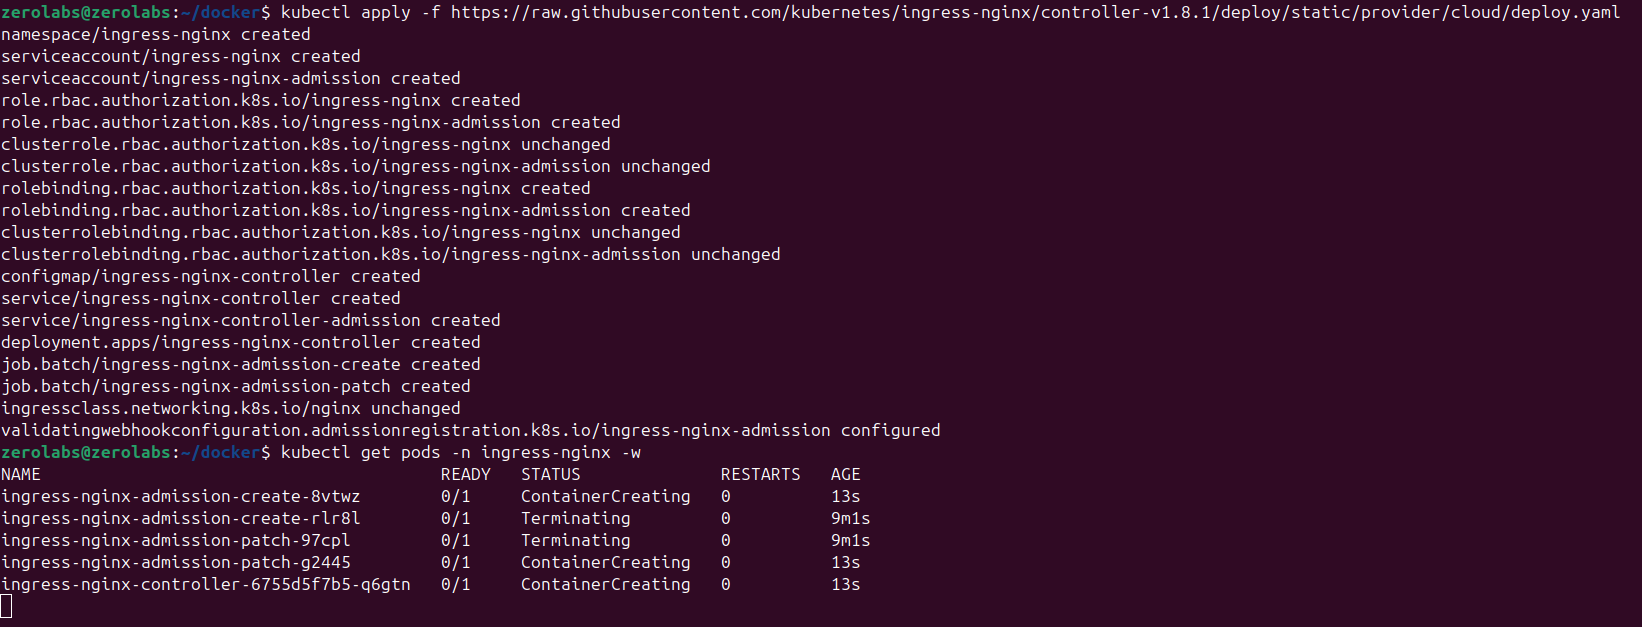 zerolabs@zerolabs:~/docker$ kubectl apply -f https://raw.githubusercontent.com/kubernetes/ingress-nginx/controller-v1.8.1/deploy/static/provider/cloud/deploy.yaml
namespace/ingress-nginx created
serviceaccount/ingress-nginx created
serviceaccount/ingress-nginx-admission created
role.rbac.authorization.k8s.io/ingress-nginx created
role.rbac.authorization.k8s.io/ingress-nginx-admission created
clusterrole.rbac.authorization.k8s.io/ingress-nginx unchanged
clusterrole.rbac.authorization.k8s.io/ingress-nginx-admission unchanged
rolebinding.rbac.authorization.k8s.io/ingress-nginx created
rolebinding.rbac.authorization.k8s.io/ingress-nginx-admission created
clusterrolebinding.rbac.authorization.k8s.io/ingress-nginx unchanged
clusterrolebinding.rbac.authorization.k8s.io/ingress-nginx-admission unchanged
configmap/ingress-nginx-controller created
service/ingress-nginx-controller created
service/ingress-nginx-controller-admission created
deployment.apps/ingress-nginx-controller created
job.batch/ingress-nginx-admission-create created
job.batch/ingress-nginx-admission-patch created
ingressclass.networking.k8s.io/nginx unchanged
validatingwebhookconfiguration.admissionregistration.k8s.io/ingress-nginx-admission configured
zerolabs@zerolabs:~/docker$ kubectl get pods -n ingress-nginx -w
NAME                                        READY   STATUS              RESTARTS   AGE
ingress-nginx-admission-create-8vtwz        0/1     ContainerCreating   0          13s
ingress-nginx-admission-create-rlr8l        0/1     Terminating         0          9m1s
ingress-nginx-admission-patch-97cpl         0/1     Terminating         0          9m1s
ingress-nginx-admission-patch-g2445         0/1     ContainerCreating   0          13s
ingress-nginx-controller-6755d5f7b5-q6gtn   0/1     ContainerCreating   0          13s